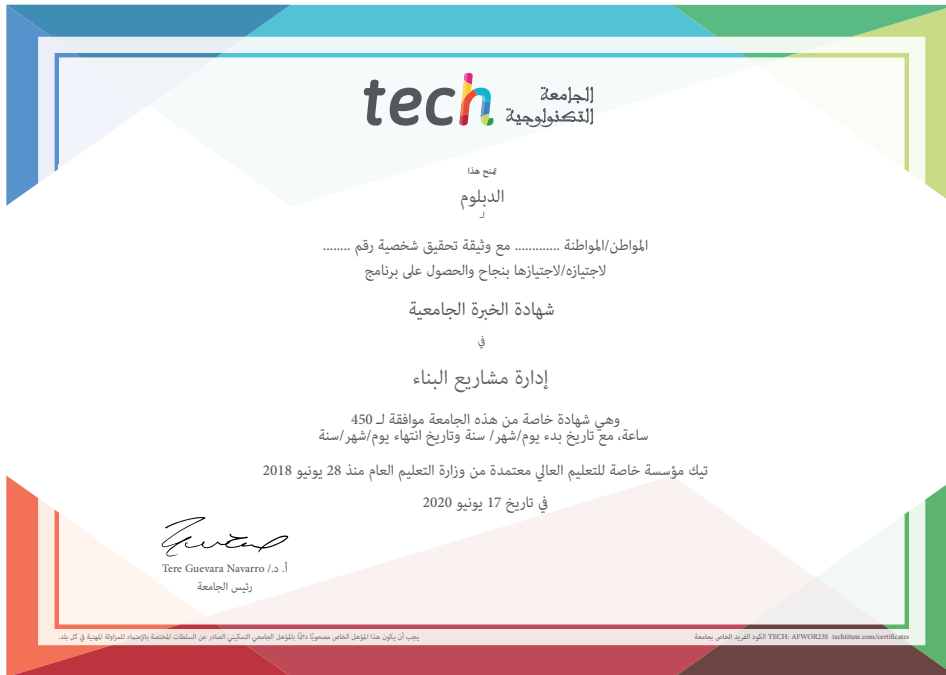 tech الجامعة
التكنولوجية
يمنح هذا
الدبلوم
لـ
المواطن/المواطنة ............ مع وثيقة تحقيق شخصية رقم ........
لاجتيازه/لاجتيازها بنجاح والحصول على برنامج
شهادة الخبرة الجامعية
في
إدارة مشاريع البناء
وهي شهادة خاصة من هذه الجامعة موافقة لـ 450
ساعة، مع تاريخ بدء يوم/شهر/ سنة وتاريخ انتهاء يوم/شهر/سنة
تيك مؤسسة خاصة للتعليم العالي معتمدة من وزارة التعليم العام منذ 28 يونيو 2018
في تاريخ 17 يونيو 2020
أ. د./ Tere Guevara Navarro
رئيس الجامعة
يجب أن يكون هذا المؤهل الخاص مصحوبًا دائمًا بالمؤهل الجامعي التمكيني الصادر عن السلطات المختصة بالإعتماد للمزاولة المهنية في كل بلد.
الكود الفريد الخاص بجامعة TECH: AFWOR23S techtitute.com/certificates